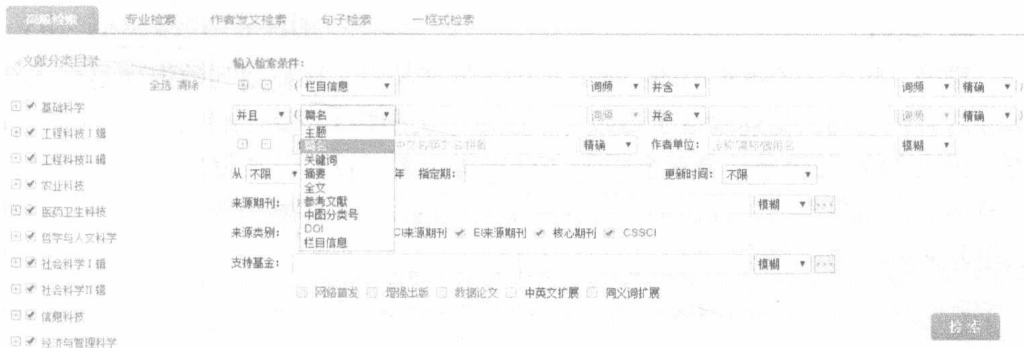 高级检索 专业检索 作者发文检索 句子检索 一框式检索
文献分类目录
全选 清除
基础科学
工程科技Ⅰ辑
工程科技Ⅱ辑
农业科技
医药卫生科技
哲学与人文科学
社会科学Ⅰ辑
社会科学Ⅱ辑
信息科技
经济与管理科学
输入检索条件：
( 栏目信息 词频 并含 词频 精确 )
并且 ( 篇名 词频 并含 词频 精确 )
主题
篇名
关键词
摘要
全文
参考文献
中图分类号
DOI
栏目信息
精确 作者单位： 模糊
从 不限 年 指定期： 更新时间： 不限
来源期刊： 模糊 ...
来源类别： CI来源期刊 EI来源期刊 核心期刊 CSSCI
支持基金： 模糊 ...
网络首发 增强出版 数据论文 中英文扩展 同义词扩展
检索